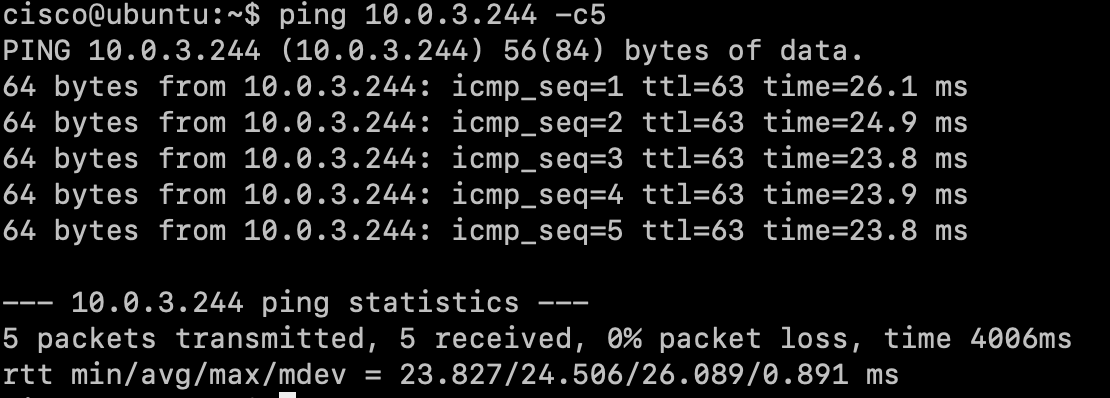 cisco@ubuntu:~$ ping 10.0.3.244 -c5
PING 10.0.3.244 (10.0.3.244) 56(84) bytes of data.
64 bytes from 10.0.3.244: icmp_seq=1 ttl=63 time=26.1 ms
64 bytes from 10.0.3.244: icmp_seq=2 ttl=63 time=24.9 ms
64 bytes from 10.0.3.244: icmp_seq=3 ttl=63 time=23.8 ms
64 bytes from 10.0.3.244: icmp_seq=4 ttl=63 time=23.9 ms
64 bytes from 10.0.3.244: icmp_seq=5 ttl=63 time=23.8 ms

--- 10.0.3.244 ping statistics ---
5 packets transmitted, 5 received, 0% packet loss, time 4006ms
rtt min/avg/max/mdev = 23.827/24.506/26.089/0.891 ms